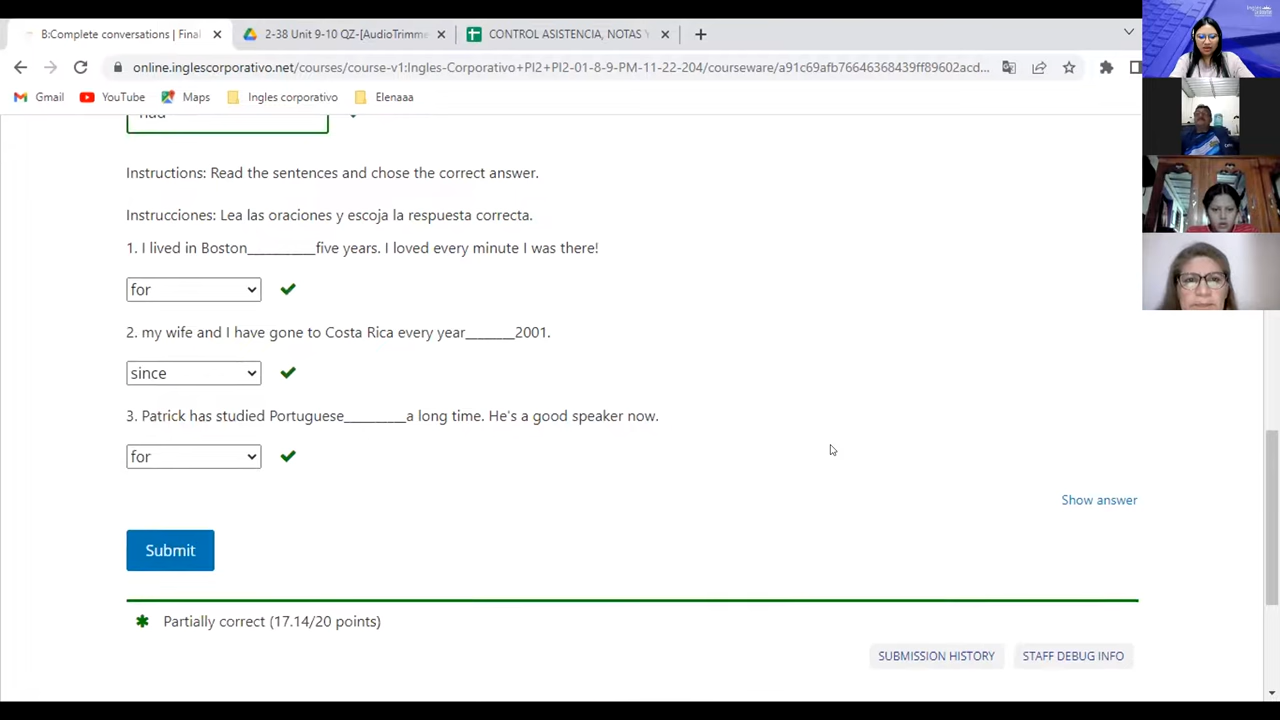 B:Complete conversations | Final
2-38 Unit 9-10 QZ-[AudioTrimme
CONTROL ASISTENCIA, NOTAS Y
online.inglescorporativo.net/courses/course-v1:Ingles-Corporativo+PI2+PI2-01-8-9-PM-11-22-204/courseware/a91c69afb76646368439ff89602acd...
Gmail
YouTube
Maps
Ingles corporativo
Elenaaa
Instructions: Read the sentences and chose the correct answer.
Instrucciones: Lea las oraciones y escoja la respuesta correcta.
1. I lived in Boston__________five years. I loved every minute I was there!
for
2. my wife and I have gone to Costa Rica every year_______2001.
since
3. Patrick has studied Portuguese_________a long time. He's a good speaker now.
for
Show answer
Submit
Partially correct (17.14/20 points)
SUBMISSION HISTORY
STAFF DEBUG INFO